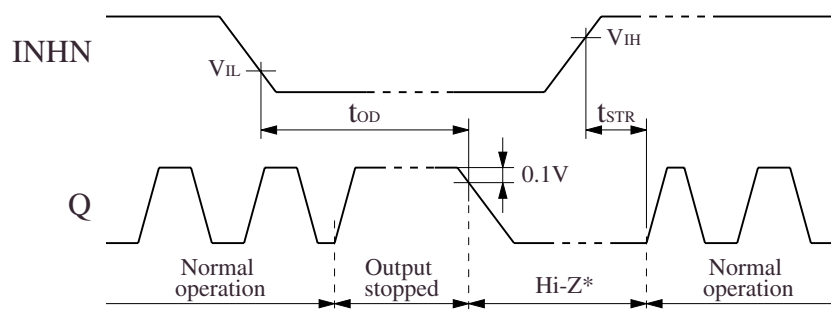 INHN
VIL
VIH
tOD
tSTR
Q
0.1V
Normal
operation
Output
stopped
Hi-Z*
Normal
operation